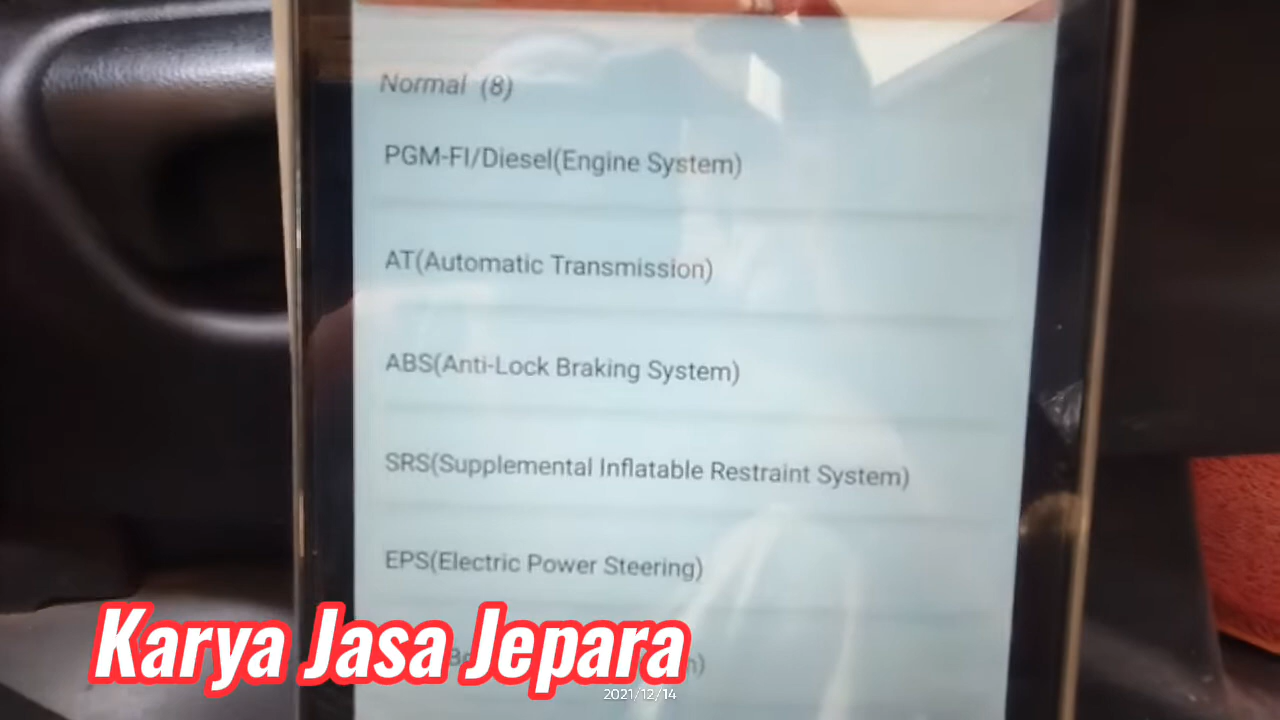 Normal (8)
PGM-FI/Diesel(Engine System)
AT(Automatic Transmission)
ABS(Anti-Lock Braking System)
SRS(Supplemental Inflatable Restraint System)
EPS(Electric Power Steering)
Karya Jasa Jepara
2021/12/14